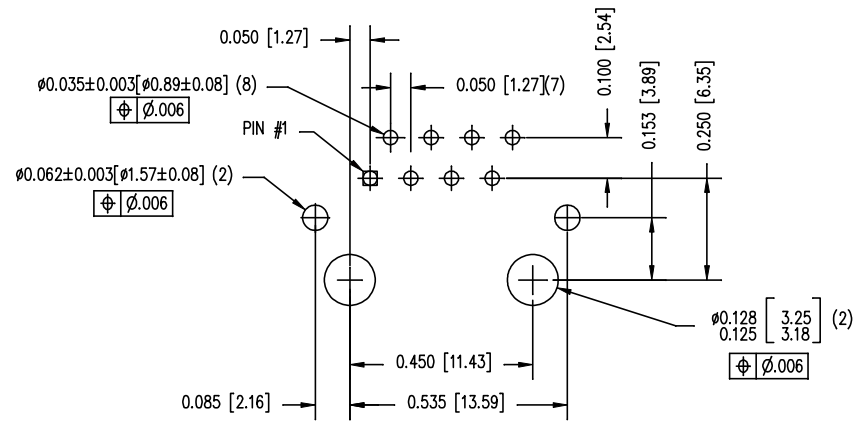 0.050 [1.27]
ø0.035±0.003[ø0.89±0.08] (8)
⌖ Ø.006
0.050 [1.27](7)
0.100 [2.54]
0.153 [3.89]
0.250 [6.35]
PIN #1
ø0.062±0.003[ø1.57±0.08] (2)
⌖ Ø.006
ø0.128 [3.25] (2)
0.125 [3.18]
⌖ Ø.006
0.450 [11.43]
0.085 [2.16]
0.535 [13.59]